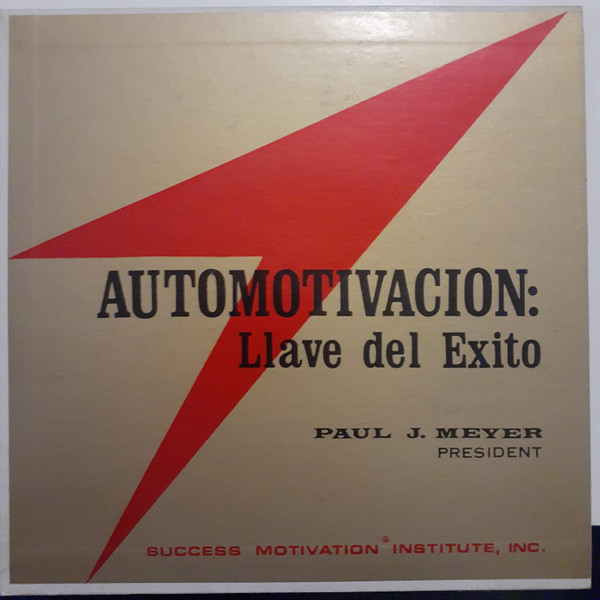 AUTOMOTIVACION:
Llave del Exito
PAUL J. MEYER
PRESIDENT
SUCCESS MOTIVATION® INSTITUTE, INC.